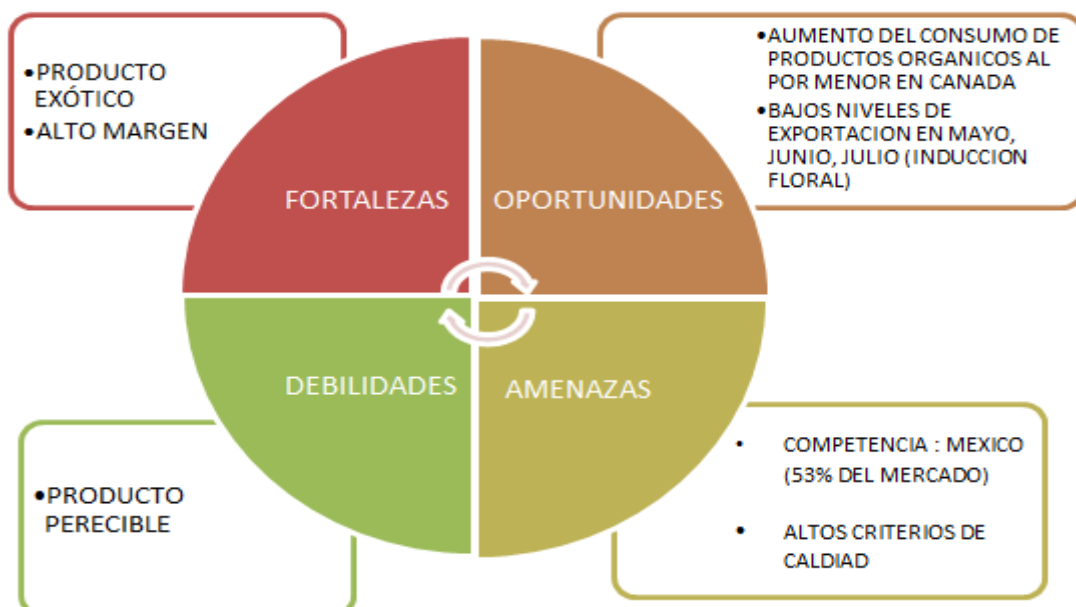 •PRODUCTO
EXÓTICO
•ALTO MARGEN
•AUMENTO DEL CONSUMO DE
PRODUCTOS ORGANICOS AL
POR MENOR EN CANADA
•BAJOS NIVELES DE
EXPORTACION EN MAYO,
JUNIO, JULIO (INDUCCION
FLORAL)
FORTALEZAS
OPORTUNIDADES
DEBILIDADES
AMENAZAS
•PRODUCTO
PERECIBLE
• COMPETENCIA : MEXICO
(53% DEL MERCADO)
• ALTOS CRITERIOS DE
CALDIAD